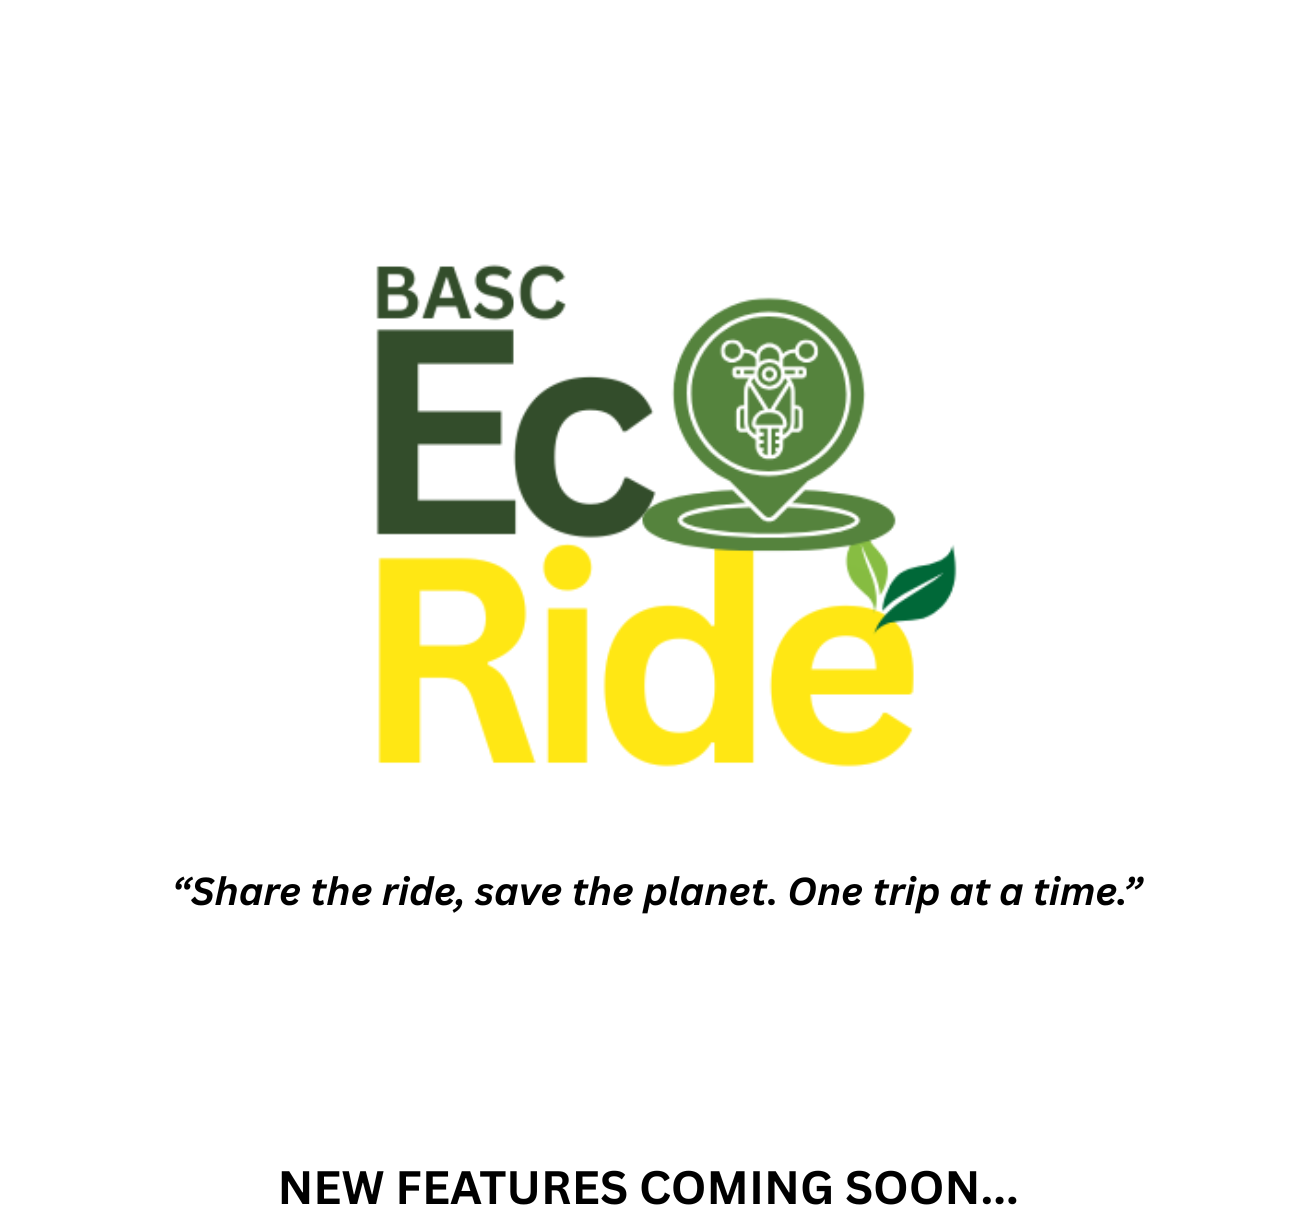 BASC
Ec
Ride
“Share the ride, save the planet. One trip at a time.”
NEW FEATURES COMING SOON...